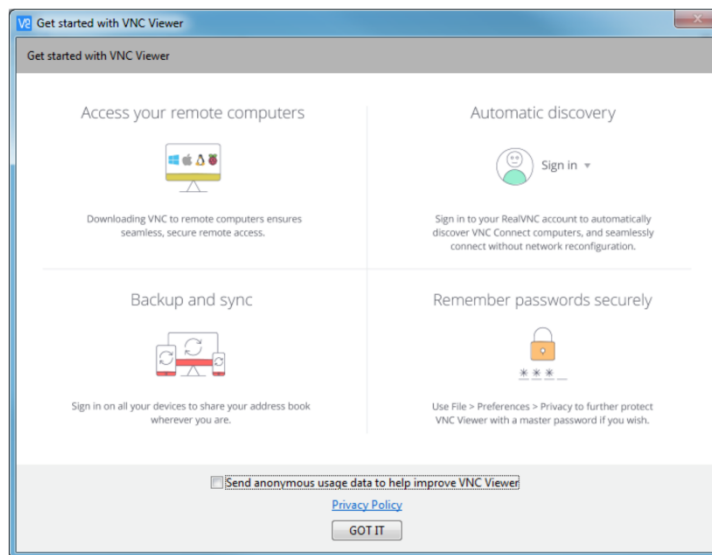 Get started with VNC Viewer
Get started with VNC Viewer
Access your remote computers
Downloading VNC to remote computers ensures
seamless, secure remote access.
Automatic discovery
Sign in
Sign in to your RealVNC account to automatically
discover VNC Connect computers, and seamlessly
connect without network reconfiguration.
Backup and sync
Sign in on all your devices to share your address book
wherever you are.
Remember passwords securely
***_
Use File > Preferences > Privacy to further protect
VNC Viewer with a master password if you wish.
Send anonymous usage data to help improve VNC Viewer
Privacy Policy
GOT IT